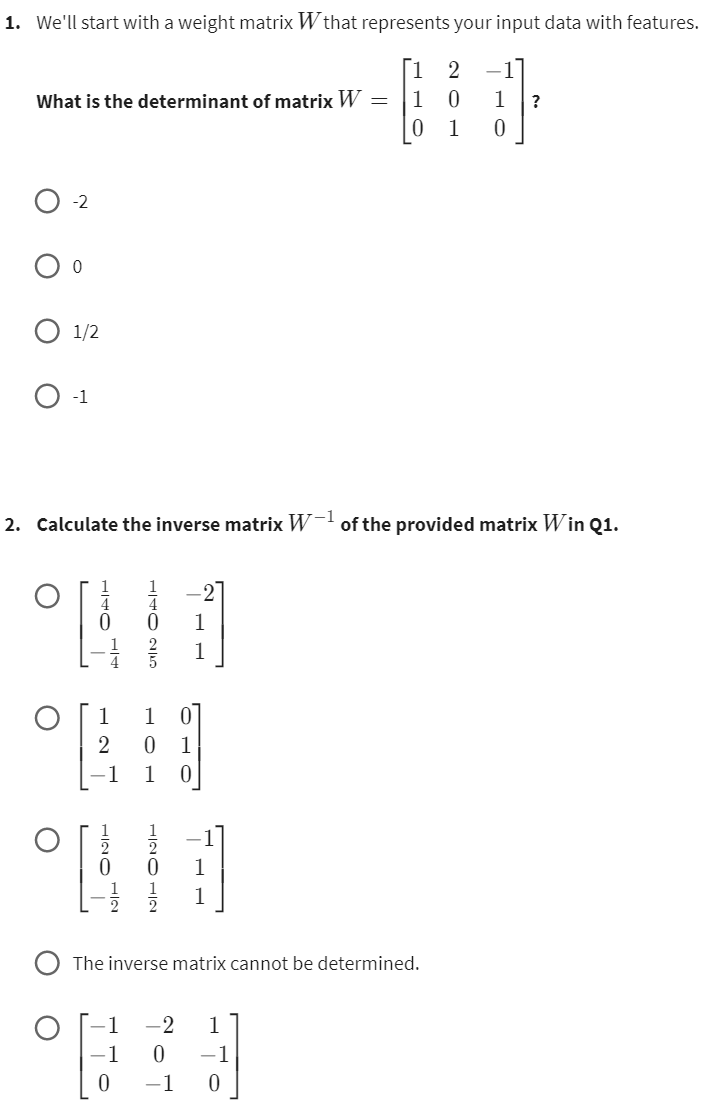 1. We'll start with a weight matrix W that represents your input data with features.
What is the determinant of matrix W = [1 2 −1
1 0 1
0 1 0] ?
-2
0
1/2
-1
2. Calculate the inverse matrix W⁻¹ of the provided matrix W in Q1.
[1/4 1/4 −2
0 0 1
−1/4 2/5 1]
[1 1 0
2 0 1
−1 1 0]
[1/2 1/2 −1
0 0 1
−1/2 1/2 1]
The inverse matrix cannot be determined.
[−1 −2 1
−1 0 −1
0 −1 0]